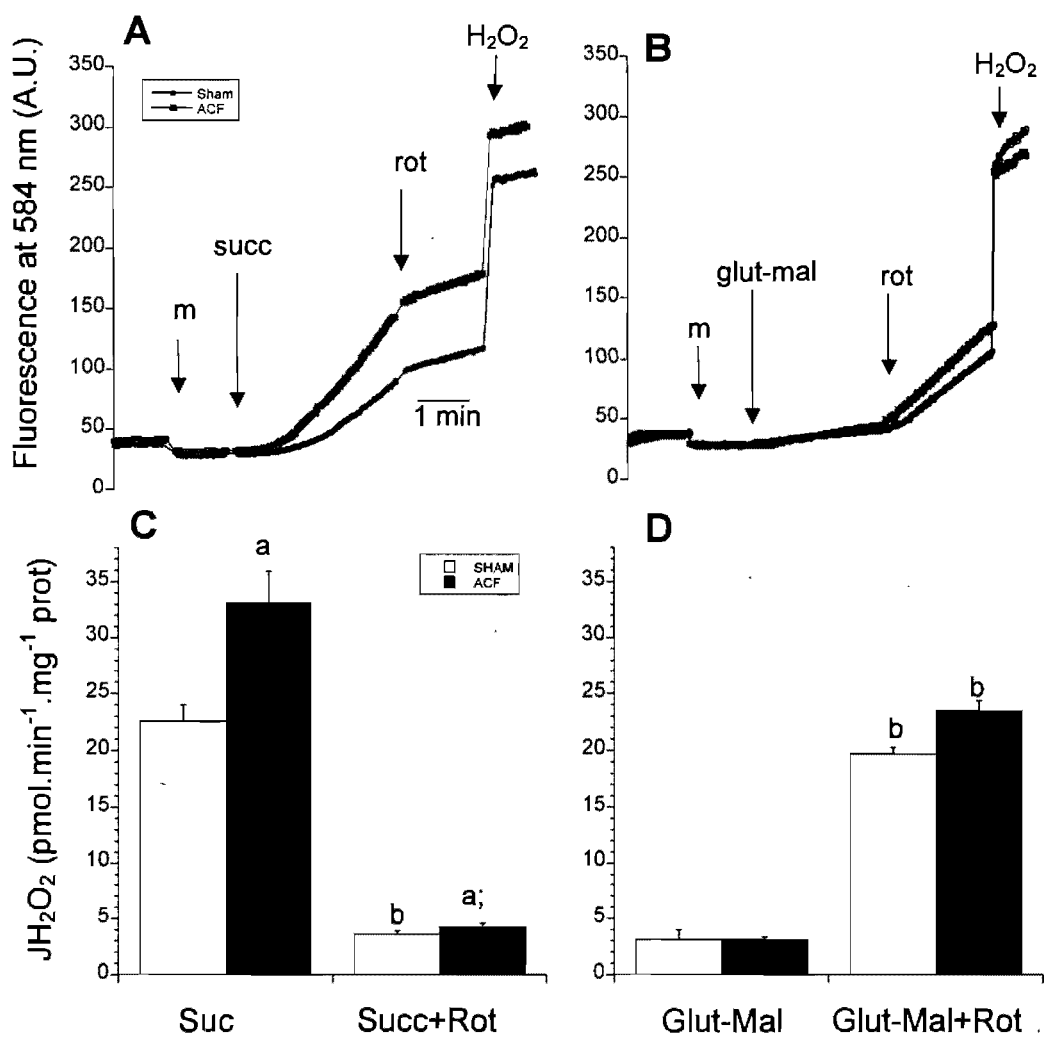 A
H₂O₂
Fluorescence at 584 nm (A.U.)
350
300
250
200
150
100
50
0
Sham
ACF
m
succ
rot
1 min
B
H₂O₂
350
300
250
200
150
100
50
0
m
glut-mal
rot
C
JH₂O₂ (pmol.min⁻¹.mg⁻¹ prot)
35
30
25
20
15
10
5
0
a
SHAM
ACF
b
a;
Suc
Succ+Rot
D
35
30
25
20
15
10
5
0
b
b
Glut-Mal
Glut-Mal+Rot